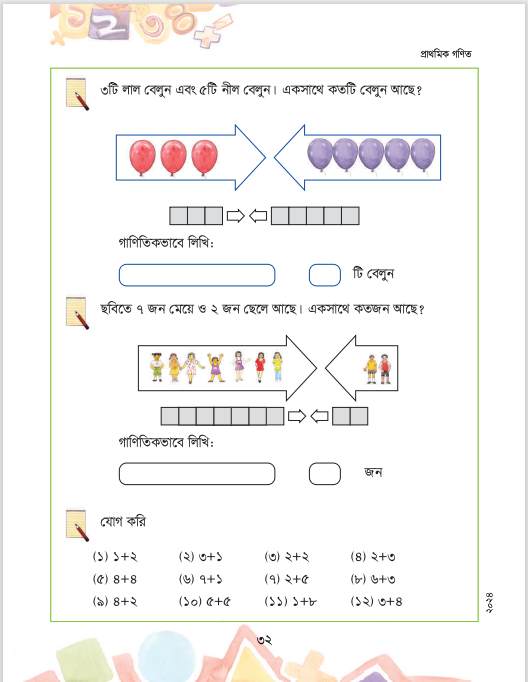 প্রাথমিক গণিত
৩টি লাল বেলুন এবং ৫টি নীল বেলুন। একসাথে কতটি বেলুন আছে?
গাণিতিকভাবে লিখি:
টি বেলুন
ছবিতে ৭ জন মেয়ে ও ২ জন ছেলে আছে। একসাথে কতজন আছে?
গাণিতিকভাবে লিখি:
জন
যোগ করি
(১) ১+২ (২) ৩+১ (৩) ২+২ (৪) ২+৩
(৫) ৪+৪ (৬) ৭+১ (৭) ২+৫ (৮) ৬+৩
(৯) ৪+২ (১০) ৫+৫ (১১) ১+৮ (১২) ৩+৪
২০২৪
৩২